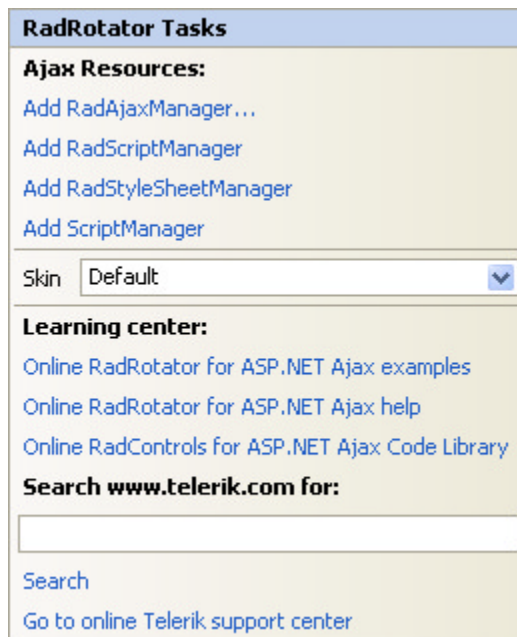 RadRotator Tasks
Ajax Resources:
Add RadAjaxManager...
Add RadScriptManager
Add RadStyleSheetManager
Add ScriptManager
Skin Default
Learning center:
Online RadRotator for ASP.NET Ajax examples
Online RadRotator for ASP.NET Ajax help
Online RadControls for ASP.NET Ajax Code Library
Search www.telerik.com for:
Search
Go to online Telerik support center